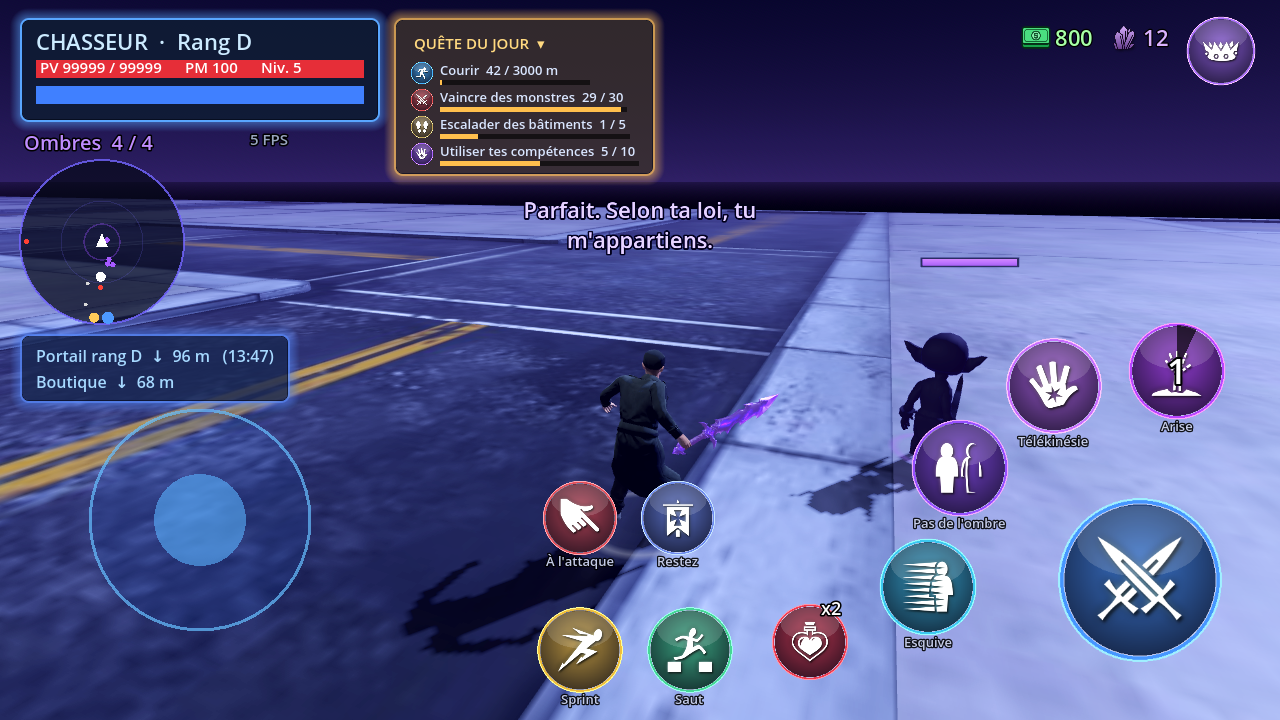 CHASSEUR · Rang D
PV 99999 / 99999 PM 100 Niv. 5
Ombres 4 / 4
5 FPS
QUÊTE DU JOUR ▼
Courir 42 / 3000 m
Vaincre des monstres 29 / 30
Escalader des bâtiments 1 / 5
Utiliser tes compétences 5 / 10
800
12
Parfait. Selon ta loi, tu
m'appartiens.
Portail rang D ↓ 96 m (13:47)
Boutique ↓ 68 m
1
Télékinésie
Arise
Pas de l'ombre
À l'attaque
Restez
x2
Esquive
Sprint
Saut